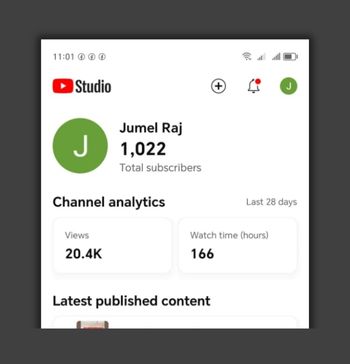 11:01
Studio
J
J
Jumel Raj
1,022
Total subscribers
Channel analytics
Last 28 days
Views
20.4K
Watch time (hours)
166
Latest published content